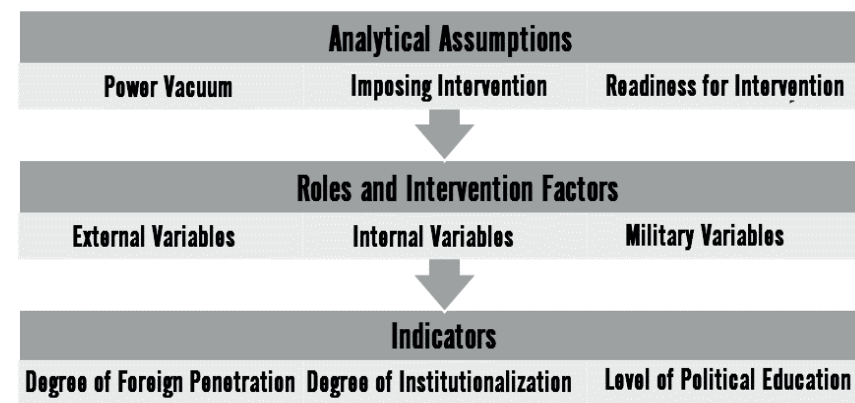 Analytical Assumptions
Power Vacuum Imposing Intervention Readiness for Intervention
Roles and Intervention Factors
External Variables Internal Variables Military Variables
Indicators
Degree of Foreign Penetration Degree of Institutionalization Level of Political Education